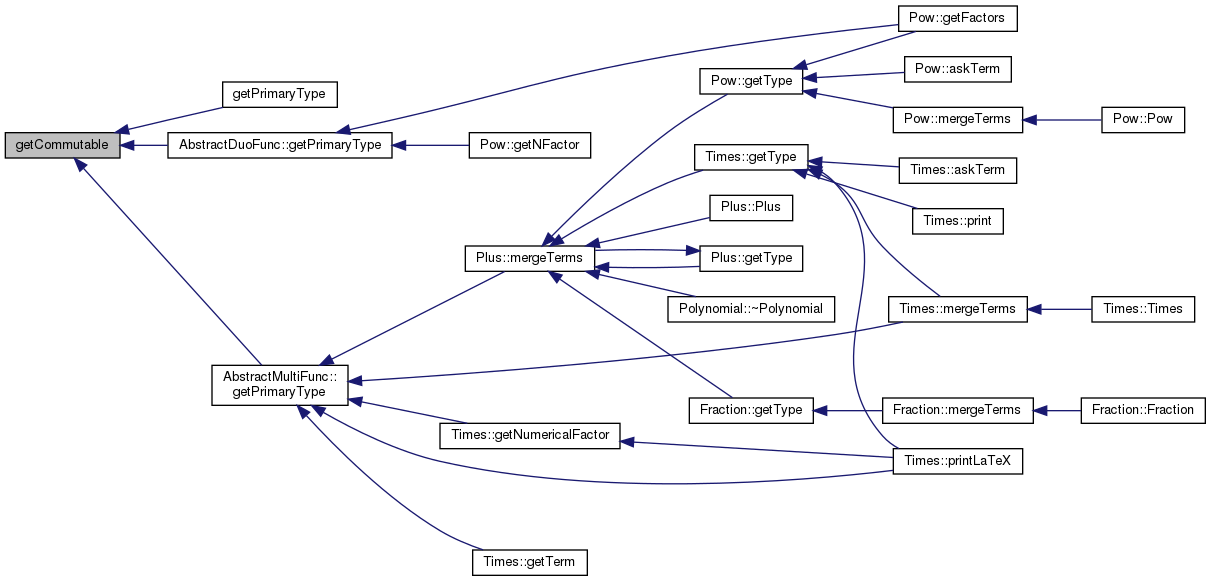 Pow::getFactors
Pow::askTerm
Pow::getType
getPrimaryType
Pow::mergeTerms
Pow::Pow
getCommutable
AbstractDuoFunc::getPrimaryType
Pow::getNFactor
Times::getType
Times::askTerm
Plus::Plus
Times::print
Plus::mergeTerms
Plus::getType
Polynomial::~Polynomial
Times::mergeTerms
Times::Times
AbstractMultiFunc::
getPrimaryType
Fraction::getType
Fraction::mergeTerms
Fraction::Fraction
Times::getNumericalFactor
Times::printLaTeX
Times::getTerm